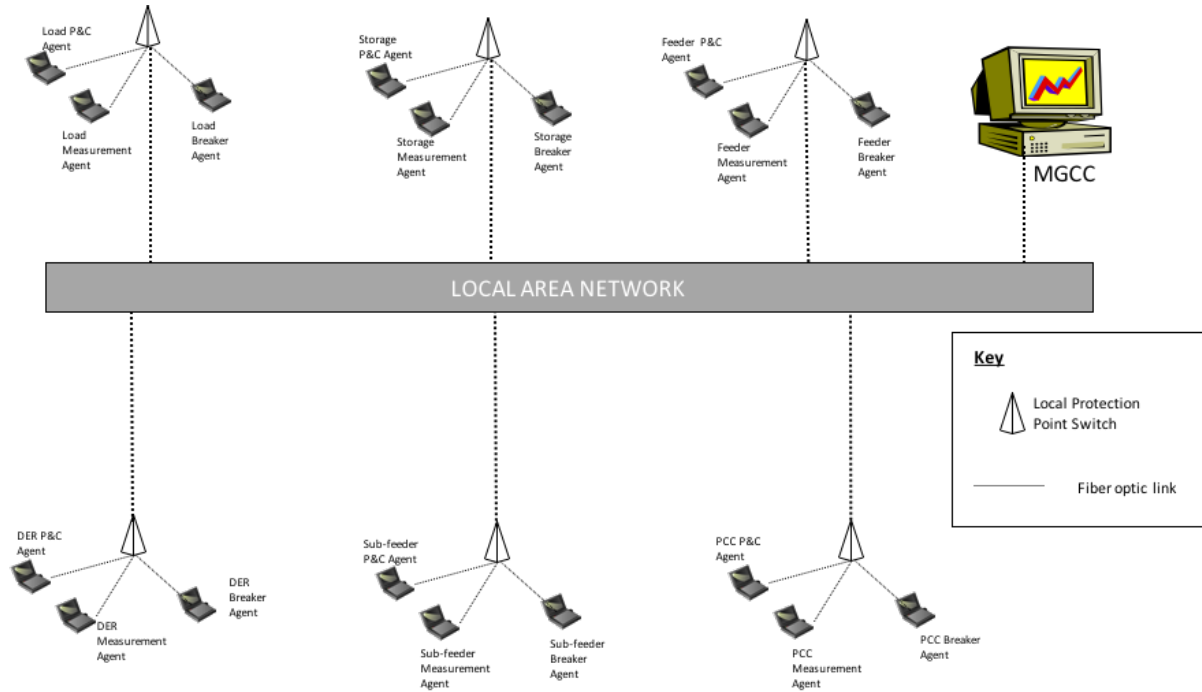 Load P&C
Agent
Load
Measurement
Agent
Load
Breaker
Agent
Storage
P&C Agent
Storage
Measurement
Agent
Storage
Breaker
Agent
Feeder P&C
Agent
Feeder
Measurement
Agent
Feeder
Breaker
Agent
MGCC
LOCAL AREA NETWORK
Key
Local Protection
Point Switch
Fiber optic link
DER P&C
Agent
DER
Measurement
Agent
DER
Breaker
Agent
Sub-feeder
P&C Agent
Sub-feeder
Measurement
Agent
Sub-feeder
Breaker
Agent
PCC P&C
Agent
PCC
Measurement
Agent
PCC Breaker
Agent